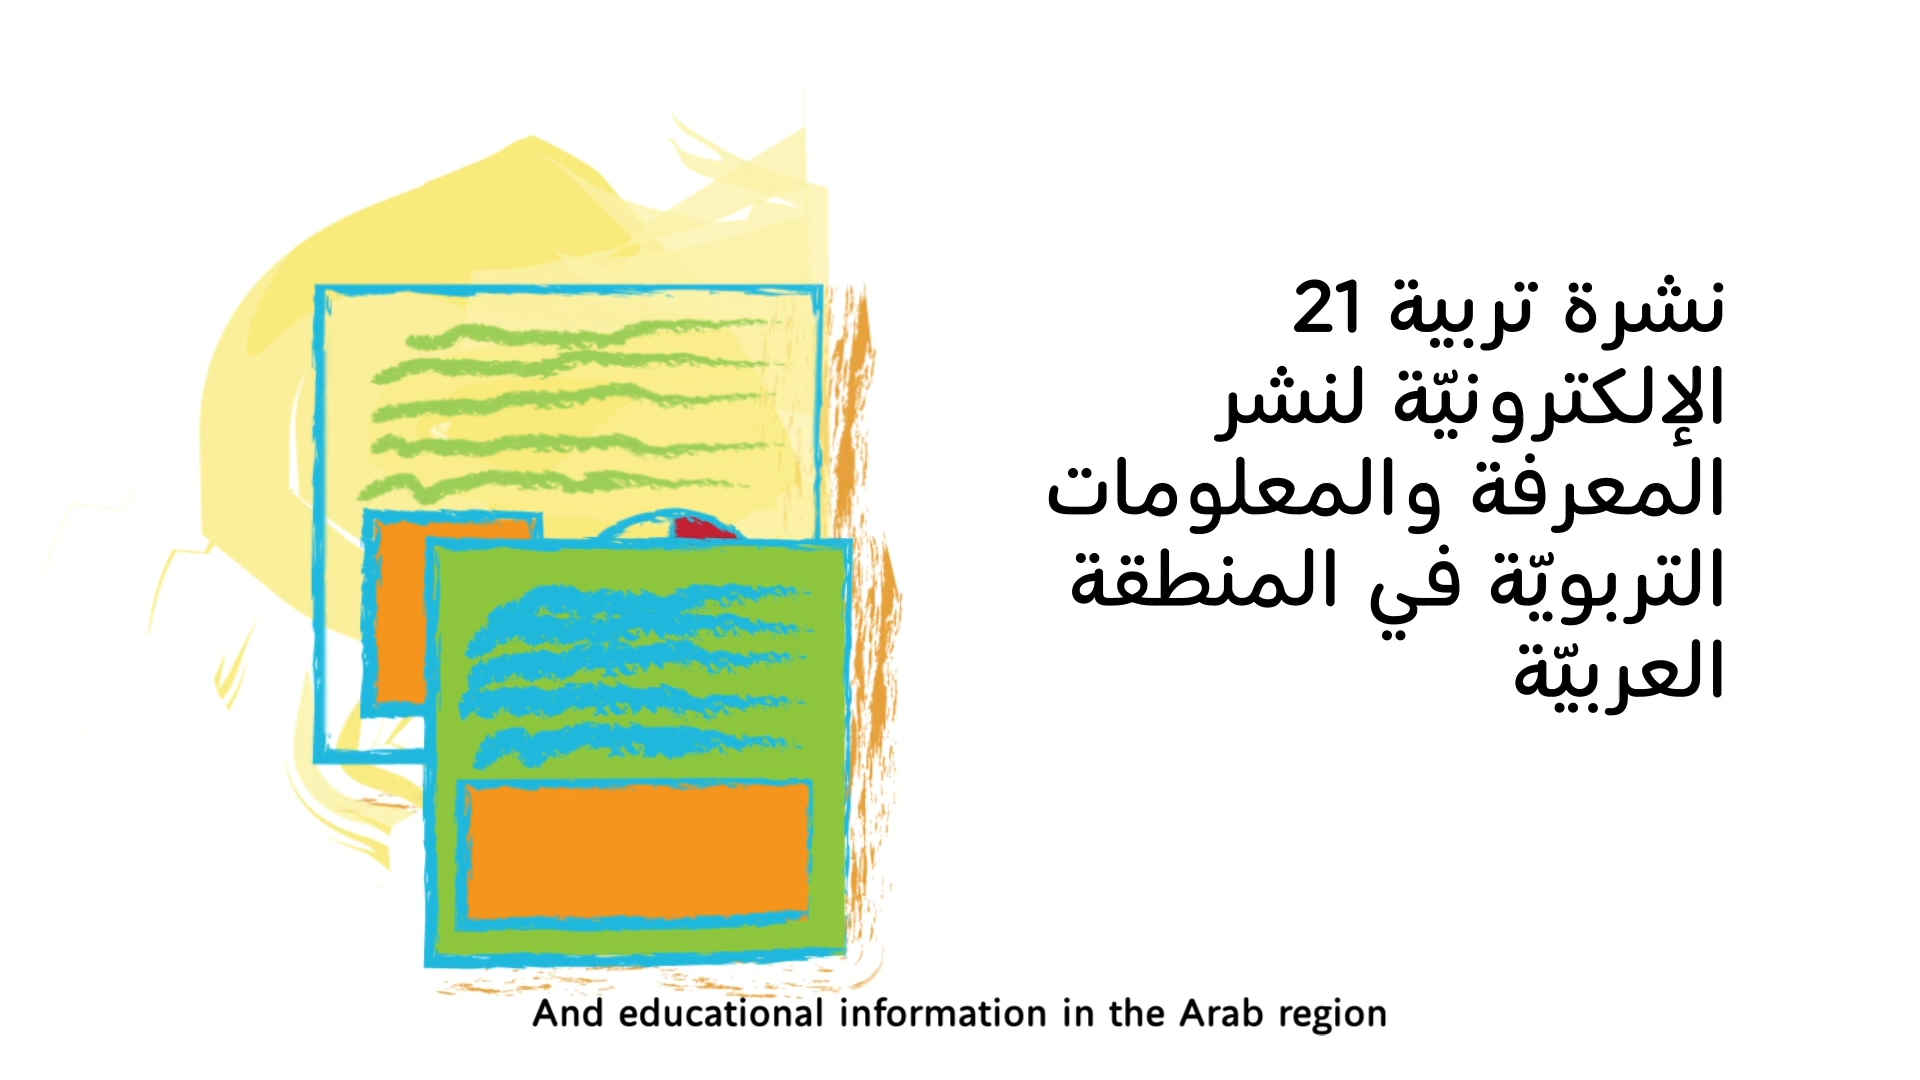 نشرة تربية 21
الإلكترونيّة لنشر
المعرفة والمعلومات
التربويّة في المنطقة
العربيّة
And educational information in the Arab region